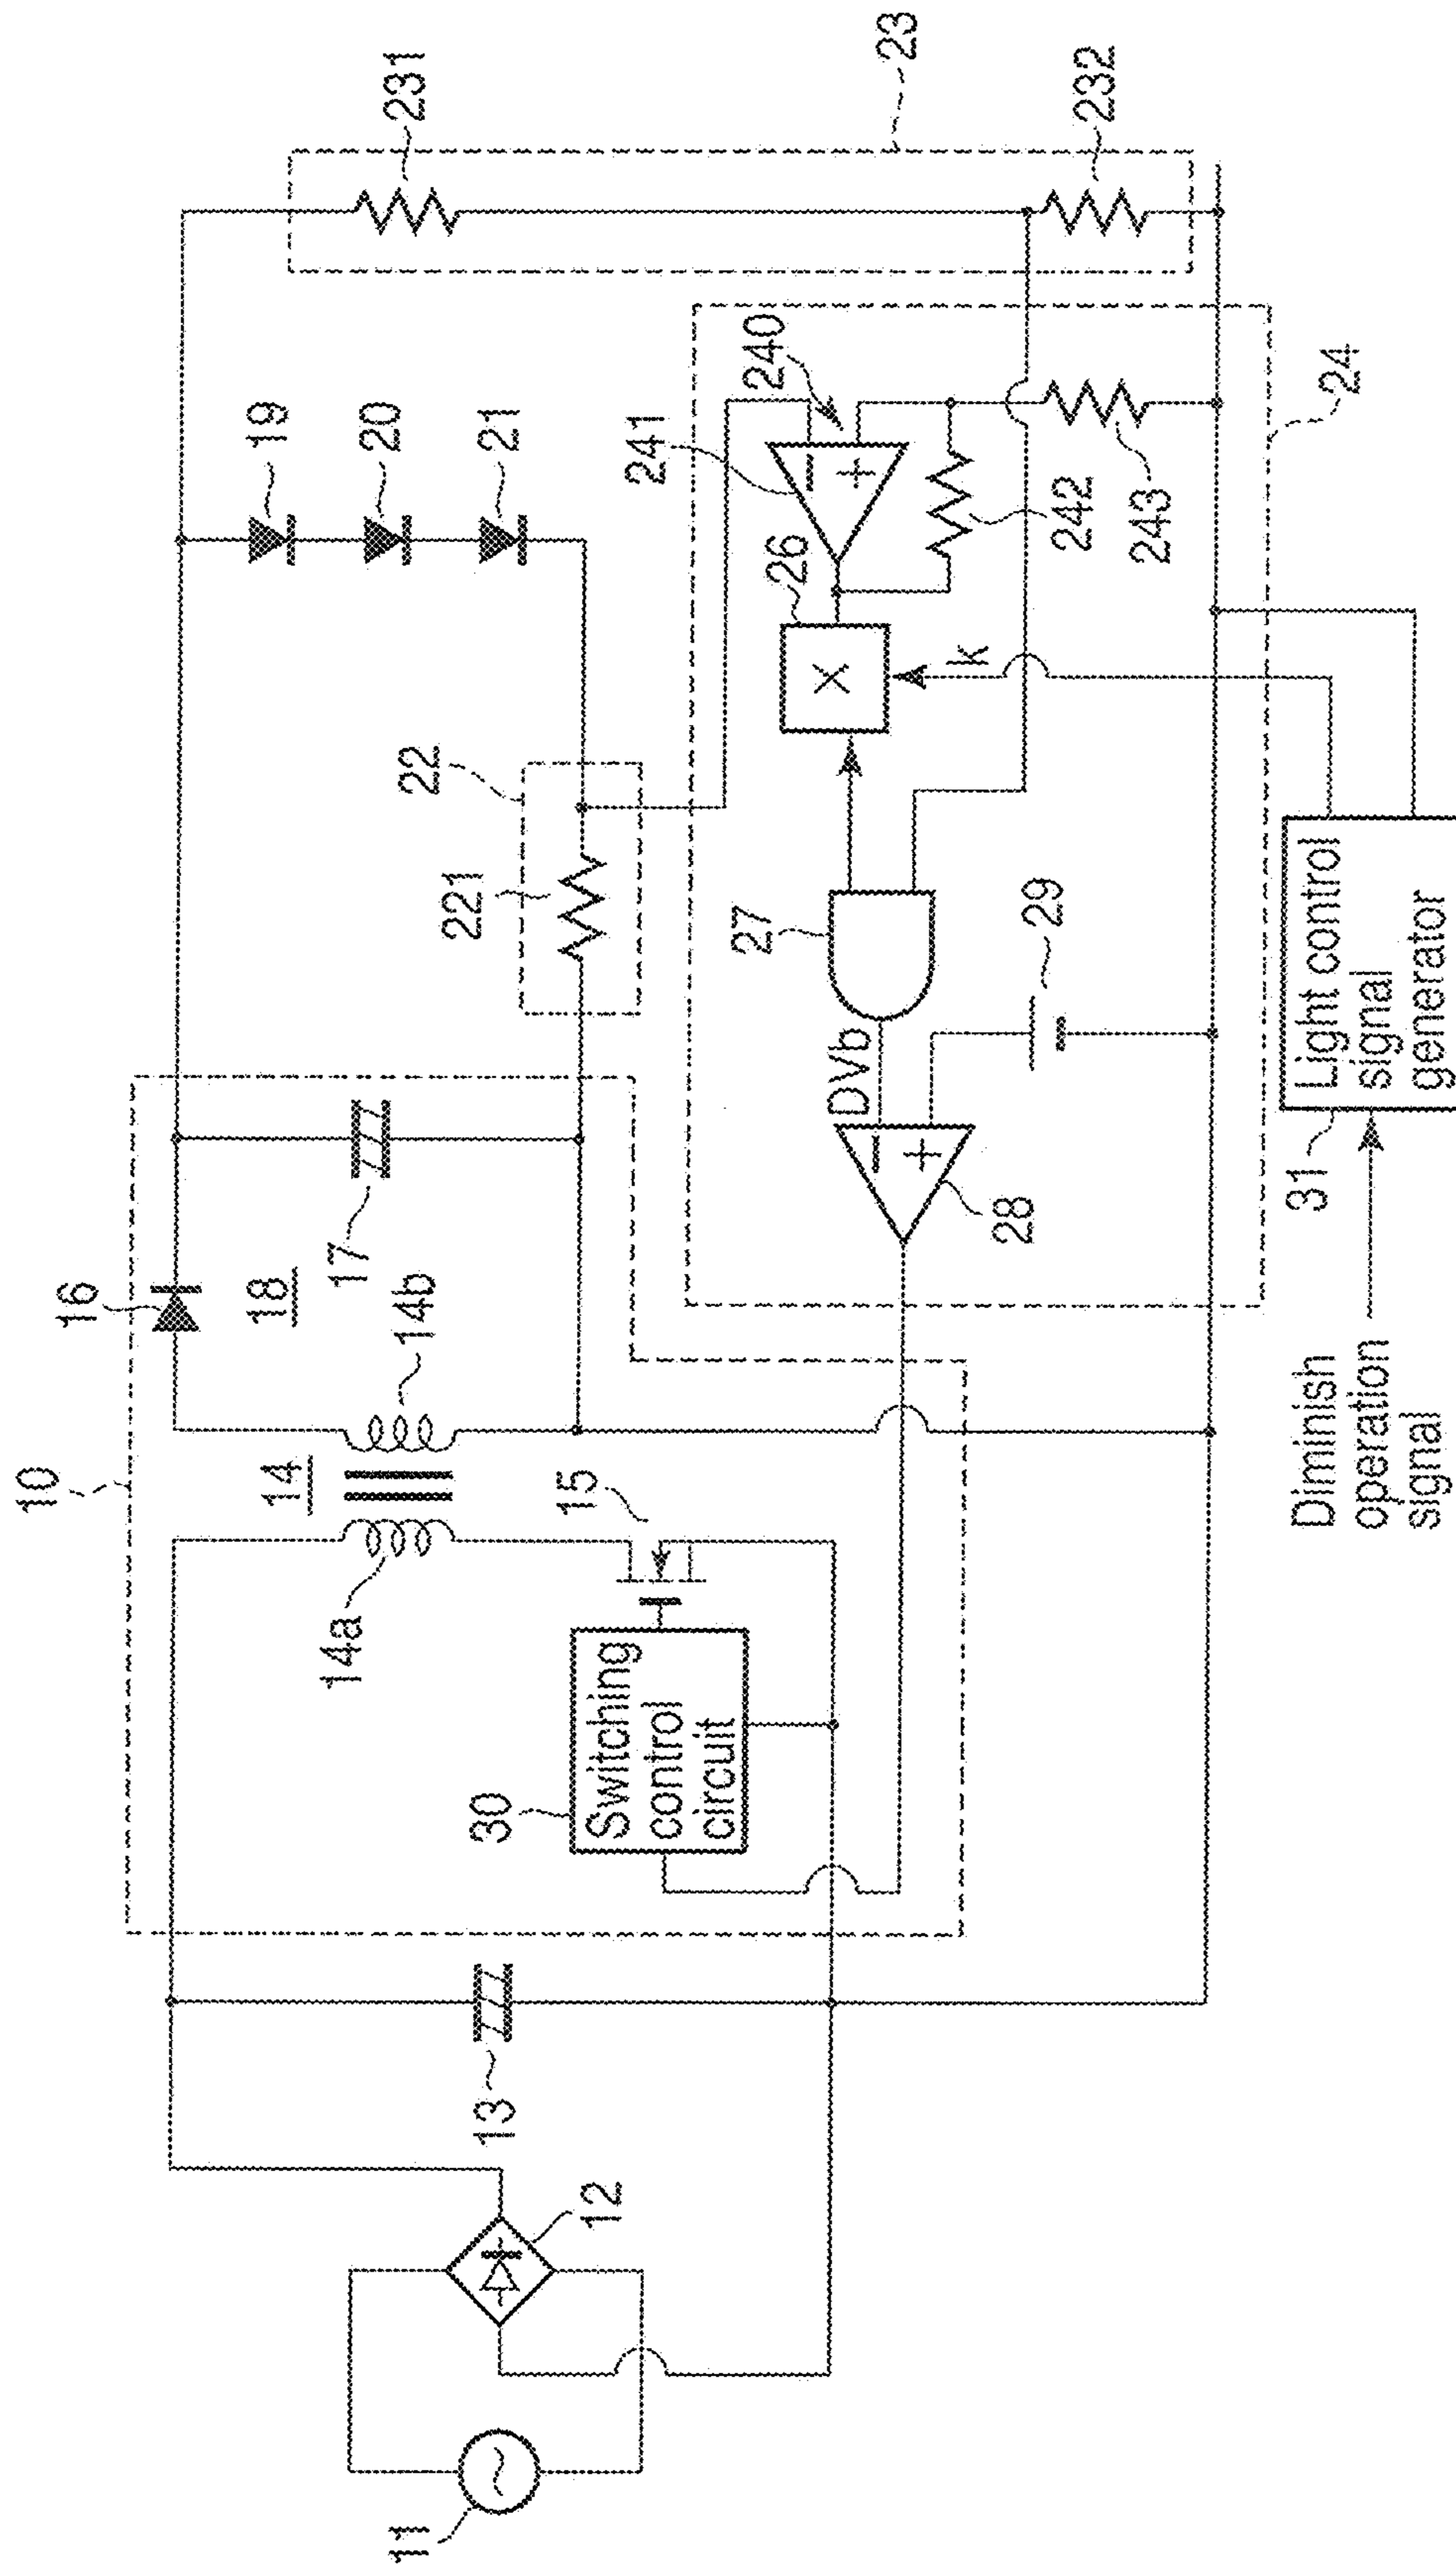 10
16
18
17
14
14a
14b
15
30
Switching
control
circuit
11
12
13
19
20
21
22
221
231
23
232
240
241
26
242
243
k
27
DVb
28
29
24
31
Light control
signal
generator
Diminish
operation
signal